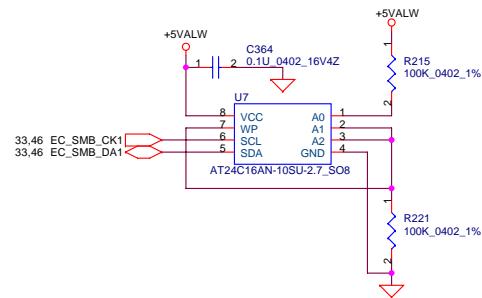 +5VALW
+5VALW
C364
1 2 0.1U_0402_16V4Z
1
R215
100K_0402_1%
2
U7
8 VCC A0 1
7 WP A1 2
33,46 EC_SMB_CK1 6 SCL A2 3
33,46 EC_SMB_DA1 5 SDA GND 4
AT24C16AN-10SU-2.7_SO8
1
R221
100K_0402_1%
2